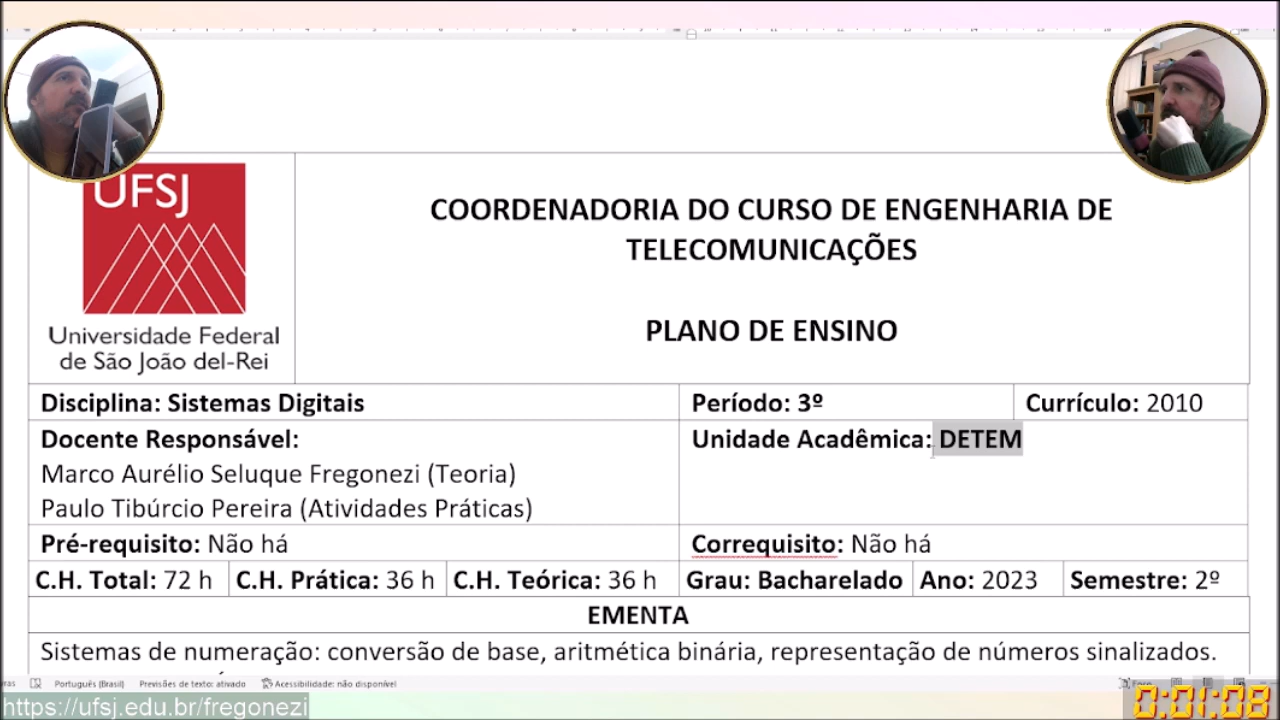 UFSJ
Universidade Federal
de São João del-Rei
COORDENADORIA DO CURSO DE ENGENHARIA DE
TELECOMUNICAÇÕES
PLANO DE ENSINO
Disciplina: Sistemas Digitais
Período: 3º
Currículo: 2010
Docente Responsável:
Marco Aurélio Seluque Fregonezi (Teoria)
Paulo Tibúrcio Pereira (Atividades Práticas)
Unidade Acadêmica: DETEM
Pré-requisito: Não há
Correquisito: Não há
C.H. Total: 72 h
C.H. Prática: 36 h
C.H. Teórica: 36 h
Grau: Bacharelado
Ano: 2023
Semestre: 2º
EMENTA
Sistemas de numeração: conversão de base, aritmética binária, representação de números sinalizados.
Português (Brasil)
Previsões de texto: ativado
Acessibilidade: não disponível
https://ufsj.edu.br/fregonezi
0:01:08